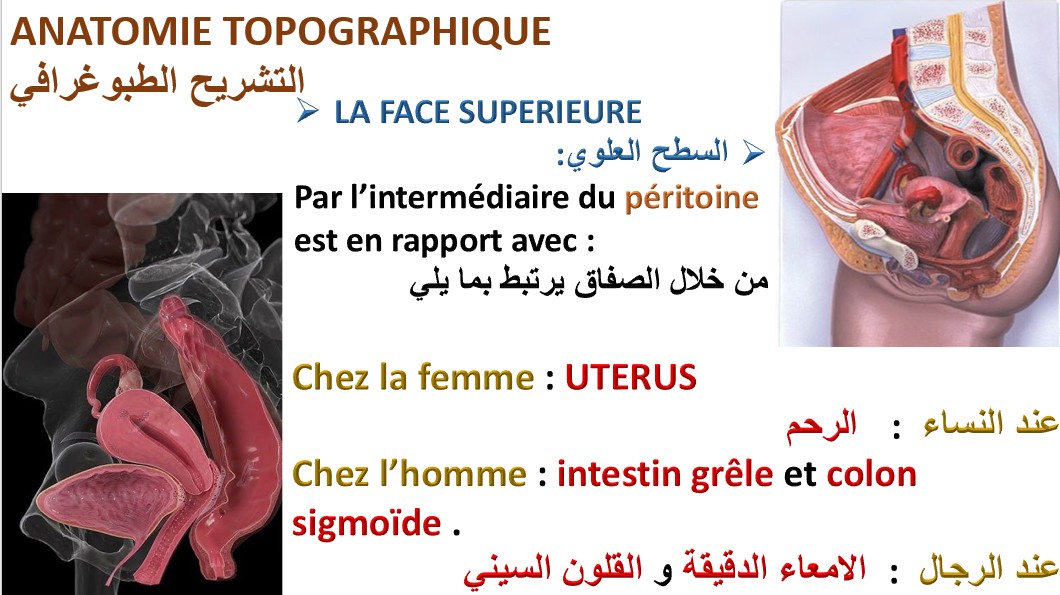 ANATOMIE TOPOGRAPHIQUE
التشريح الطبوغرافي
➢ LA FACE SUPERIEURE
➢ السطح العلوي:
Par l’intermédiaire du péritoine
est en rapport avec :
من خلال الصفاق يرتبط بما يلي
Chez la femme : UTERUS
عند النساء : الرحم
Chez l’homme : intestin grêle et colon
sigmoïde .
عند الرجال : الامعاء الدقيقة و القلون السيني